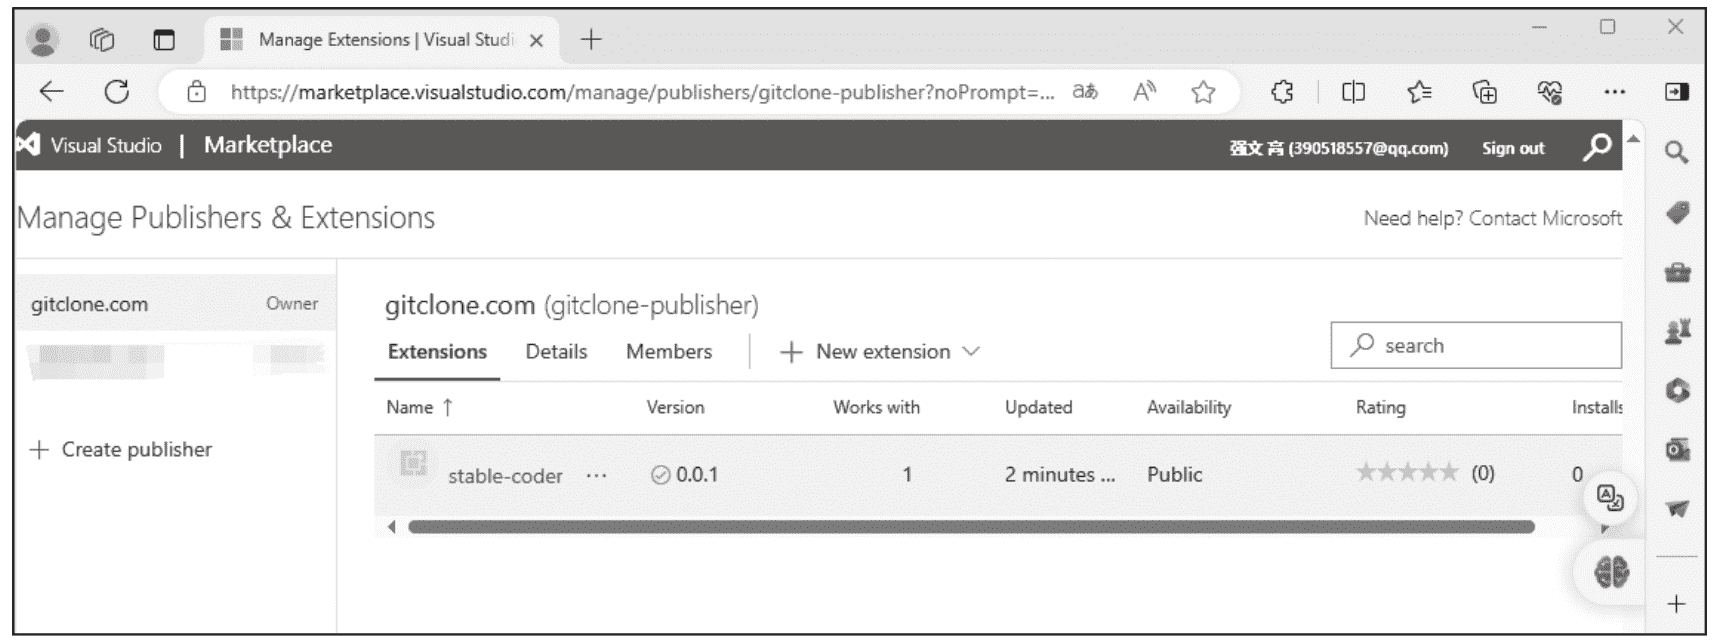 Manage Extensions | Visual Studi
https://marketplace.visualstudio.com/manage/publishers/gitclone-publisher?noPrompt=...
Visual Studio | Marketplace
强文 高 (390518557@qq.com) Sign out
Manage Publishers & Extensions
Need help? Contact Microsoft
gitclone.com Owner
Create publisher
gitclone.com (gitclone-publisher)
Extensions Details Members New extension
search
Name ↑ Version Works with Updated Availability Rating Installs
stable-coder ... 0.0.1 1 2 minutes ... Public (0) 0